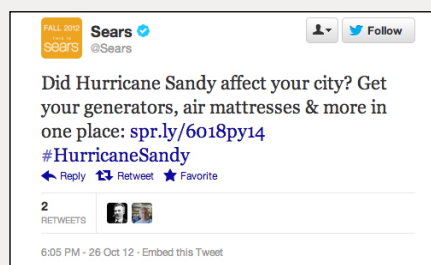 FALL 2012
sears
Sears
Follow
@Sears
Did Hurricane Sandy affect your city? Get
your generators, air mattresses & more in
one place: spr.ly/6018py14
#HurricaneSandy
Reply Retweet Favorite
2
RETWEETS
6:05 PM - 26 Oct 12 · Embed this Tweet